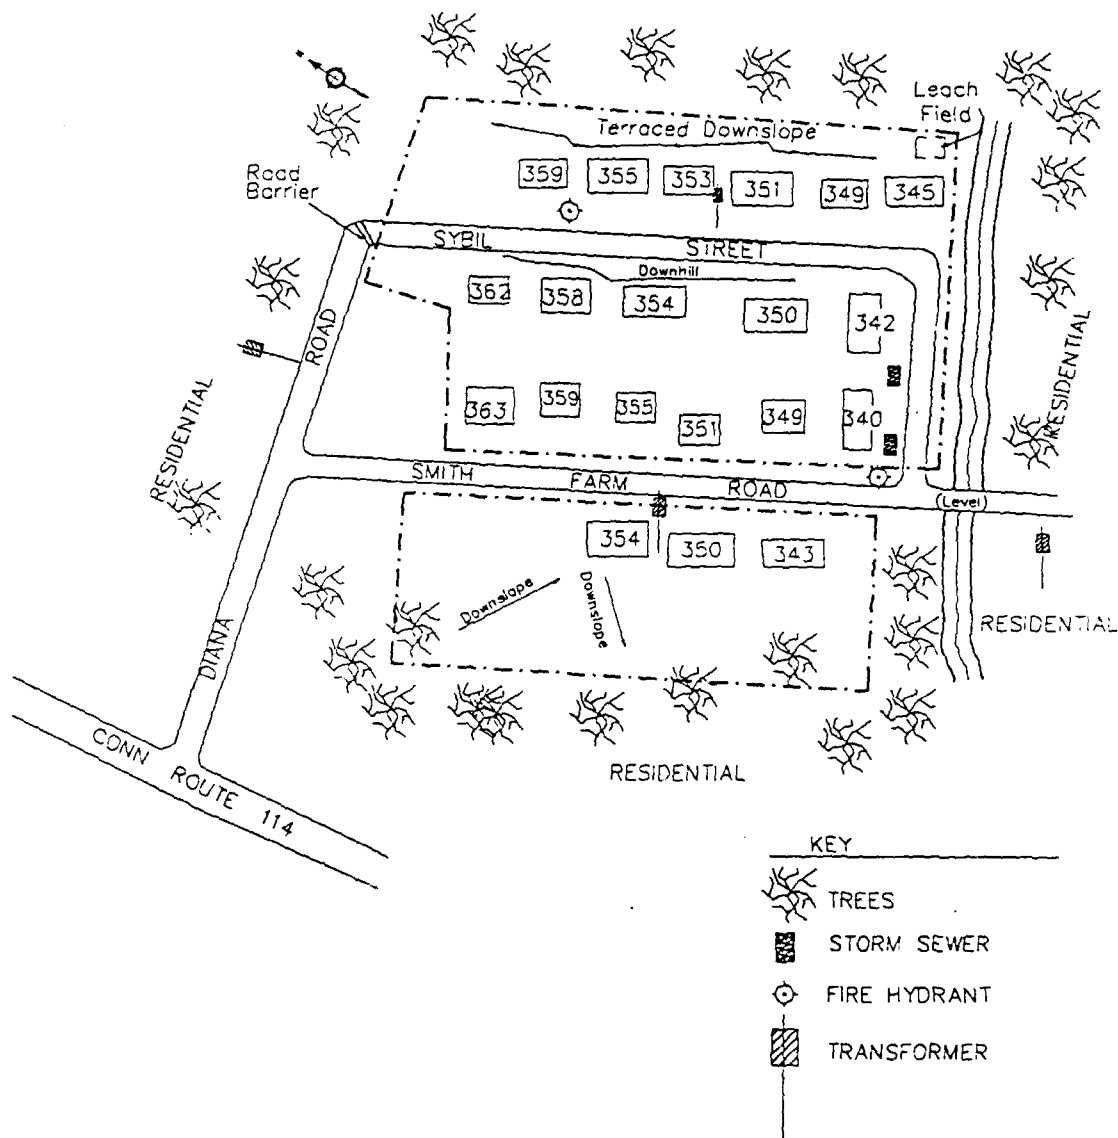 Leach
Field
Terraced Downslope
Road
Barrier
359
355
353
351
349
345
SYBIL STREET
Downhill
362
358
354
350
342
ROAD
RESIDENTIAL
RESIDENTIAL
363
359
355
351
349
340
SMITH FARM ROAD
(Level)
354
350
343
Downslope
Downslope
RESIDENTIAL
DIANA
CONN ROUTE 114
RESIDENTIAL
KEY
TREES
STORM SEWER
FIRE HYDRANT
TRANSFORMER